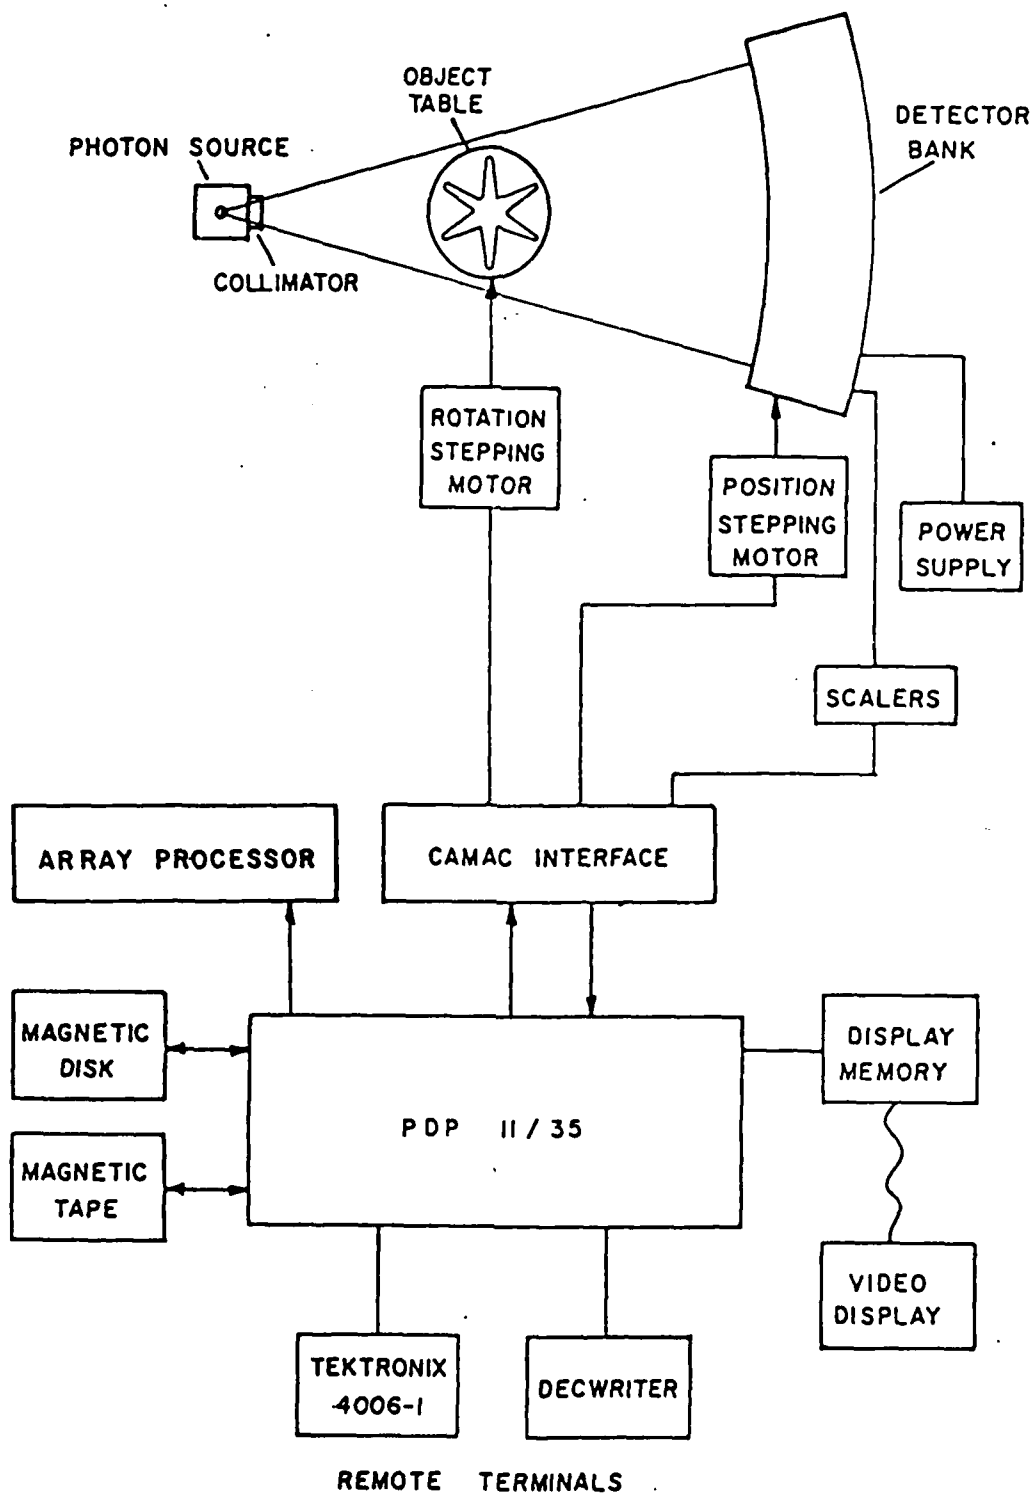 OBJECT
TABLE
PHOTON SOURCE
DETECTOR
BANK
COLLIMATOR
ROTATION
STEPPING
MOTOR
POSITION
STEPPING
MOTOR
POWER
SUPPLY
SCALERS
ARRAY PROCESSOR
CAMAC INTERFACE
MAGNETIC
DISK
DISPLAY
MEMORY
PDP 11/35
MAGNETIC
TAPE
VIDEO
DISPLAY
TEKTRONIX
4006-1
DECWRITER
REMOTE TERMINALS